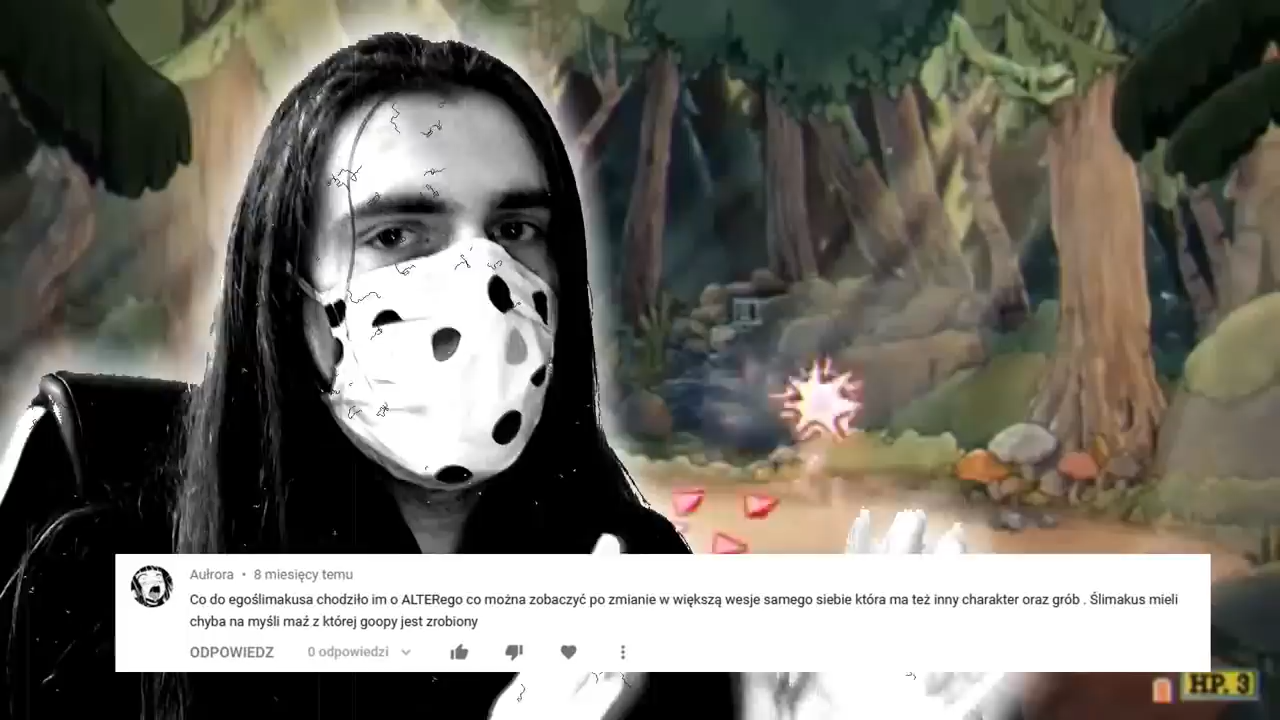 Aułrora • 8 miesięcy temu
Co do egoślimakusa chodziło im o ALTERego co można zobaczyć po zmianie w większą wesje samego siebie która ma też inny charakter oraz grób . Ślimakus mieli
chyba na myśli maź z której goopy jest zrobiony
ODPOWIEDZ 0 odpowiedzi
HP. 3